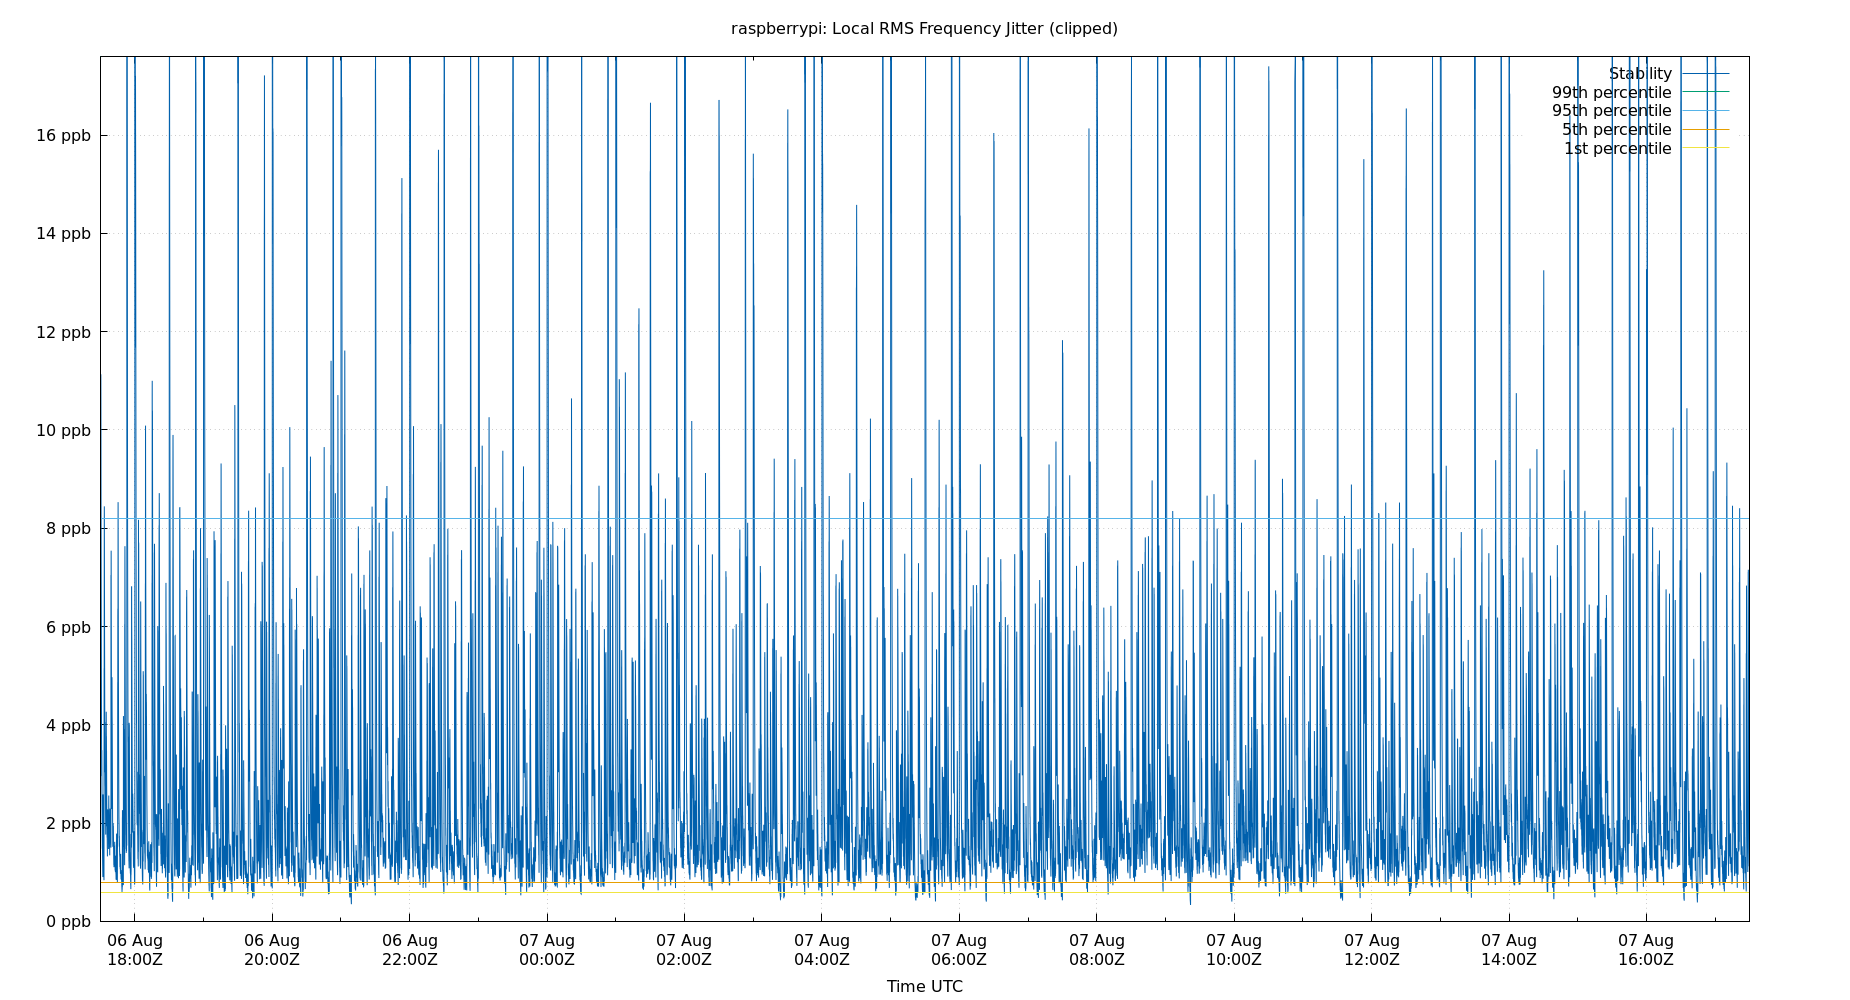 raspberrypi: Local RMS Frequency Jitter (clipped)
Stability
99th percentile
95th percentile
5th percentile
1st percentile
16 ppb
14 ppb
12 ppb
10 ppb
8 ppb
6 ppb
4 ppb
2 ppb
0 ppb
06 Aug 06 Aug 06 Aug 07 Aug 07 Aug 07 Aug 07 Aug 07 Aug 07 Aug 07 Aug 07 Aug 07 Aug
18:00Z 20:00Z 22:00Z 00:00Z 02:00Z 04:00Z 06:00Z 08:00Z 10:00Z 12:00Z 14:00Z 16:00Z
Time UTC